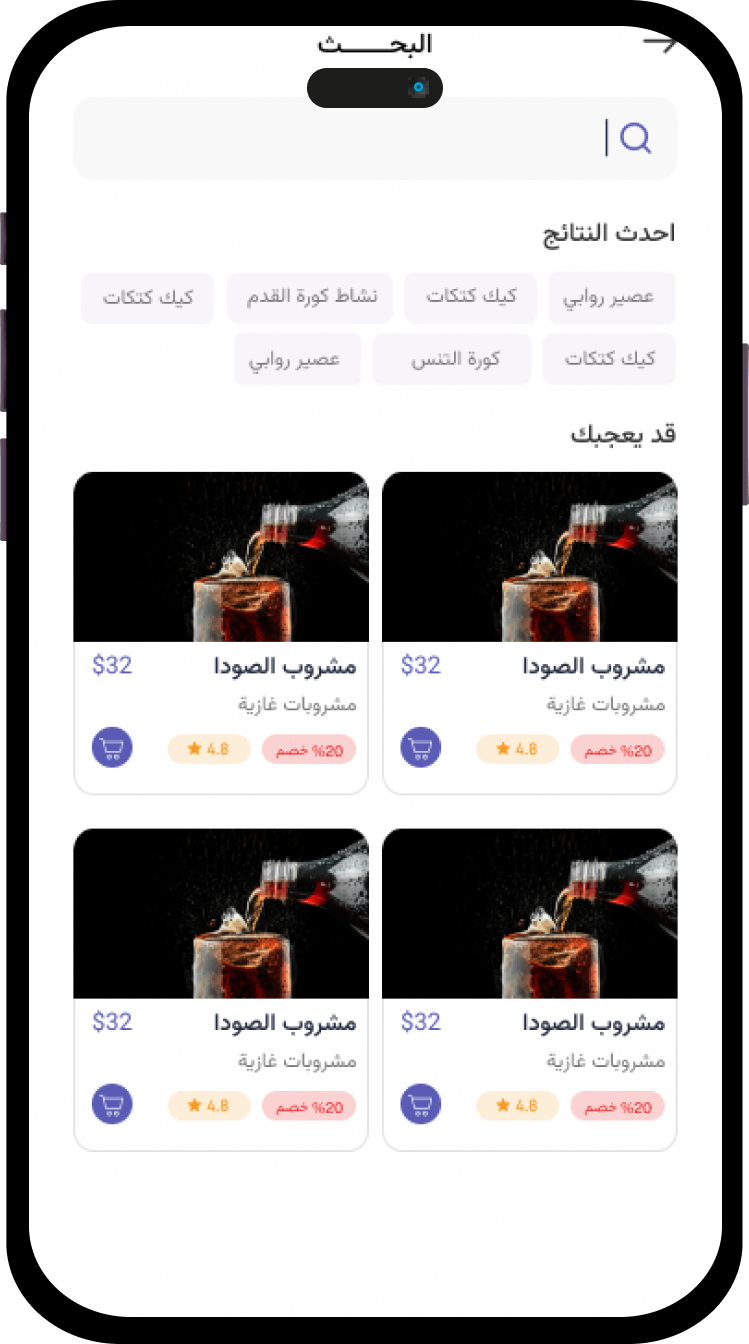 البحـــــث
احدث النتائج
عصير روابي
كيك كتكات
نشاط كورة القدم
كيك كتكات
كيك كتكات
كورة التنس
عصير روابي
قد يعجبك
مشروب الصودا $32
مشروبات غازية
%20 خصم 4.8
مشروب الصودا $32
مشروبات غازية
%20 خصم 4.8
مشروب الصودا $32
مشروبات غازية
%20 خصم 4.8
مشروب الصودا $32
مشروبات غازية
%20 خصم 4.8